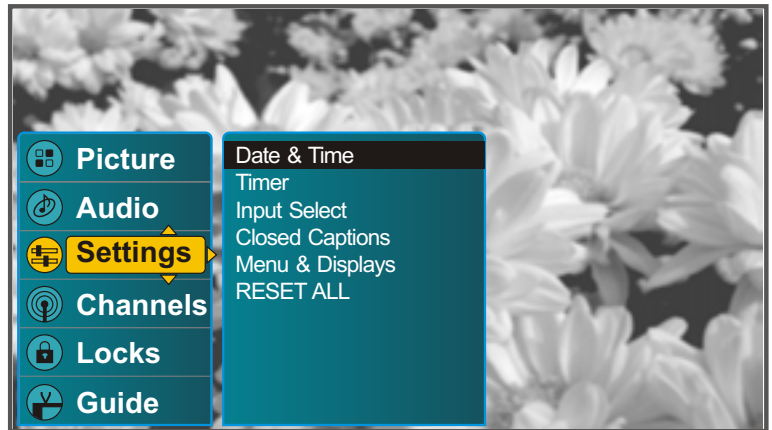 Picture
Audio
Settings
Channels
Locks
Guide
Date & Time
Timer
Input Select
Closed Captions
Menu & Displays
RESET ALL